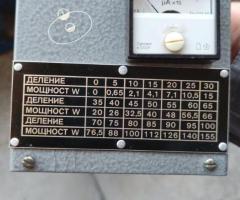 μA×15
ДЕЛЕНИЕ 0 5 10 15 20 25 30
МОЩНОСТ W 0 0,65 2,1 4,1 7,1 10,5 15
ДЕЛЕНИЕ 35 40 45 50 55 60 65
МОЩНОСТ W 20 26 32,5 40 48 56,5 66
ДЕЛЕНИЕ 70 75 80 85 90 95 100
МОЩНОСТ W 76,5 88 100 112 126 140 155